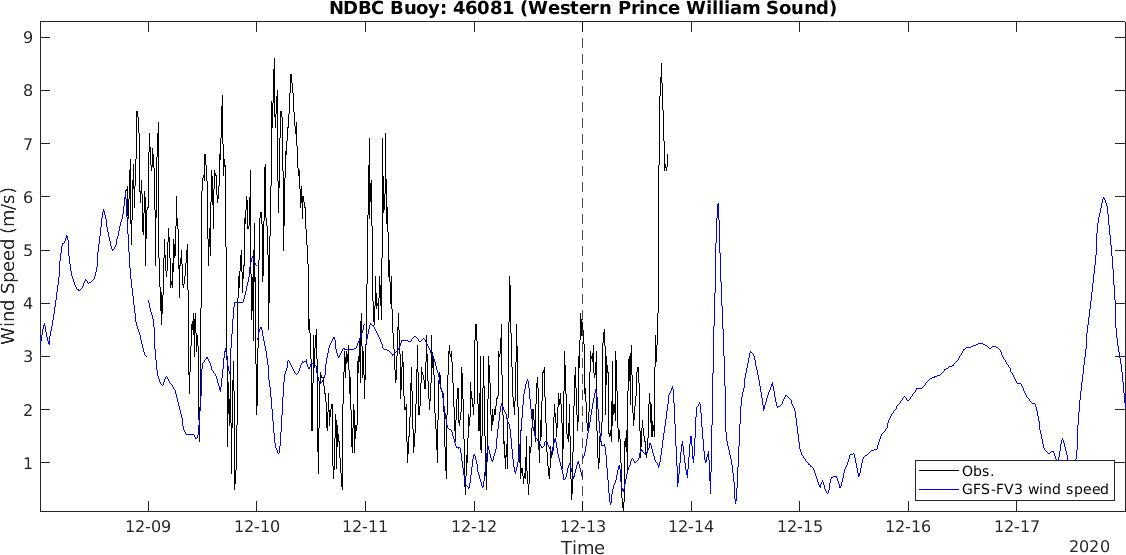 NDBC Buoy: 46081 (Western Prince William Sound)
Wind Speed (m/s)
9
8
7
6
5
4
3
2
1
12-09 12-10 12-11 12-12 12-13 12-14 12-15 12-16 12-17
Time
2020
Obs.
GFS-FV3 wind speed